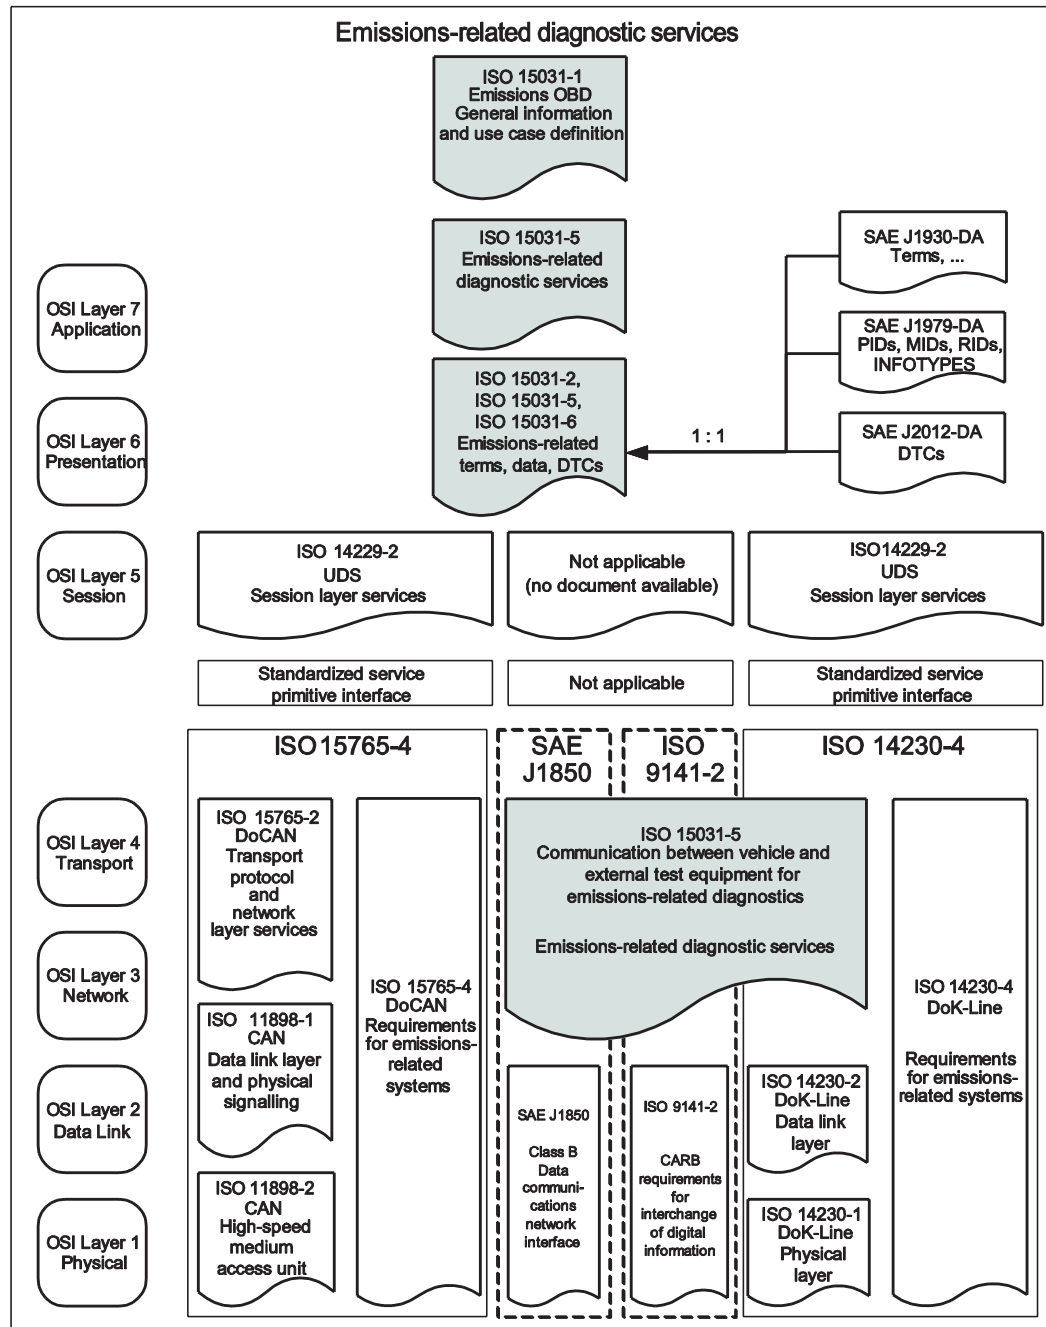 Emissions-related diagnostic services
ISO 15031-1
Emissions OBD
General information
and use case definition
ISO 15031-5
Emissions-related
diagnostic services
SAE J1930-DA
Terms, ...
OSI Layer 7
Application
SAE J1979-DA
PIDs, MIDs, RIDs,
INFOTYPES
ISO 15031-2,
ISO 15031-5,
ISO 15031-6
Emissions-related
terms, data, DTCs
1 : 1
OSI Layer 6
Presentation
SAE J2012-DA
DTCs
OSI Layer 5
Session
ISO 14229-2
UDS
Session layer services
Not applicable
(no document available)
ISO14229-2
UDS
Session layer services
Standardized service
primitive interface
Not applicable
Standardized service
primitive interface
ISO15765-4
SAE
J1850
ISO
9141-2
ISO 14230-4
OSI Layer 4
Transport
ISO 15765-2
DoCAN
Transport
protocol
and
network
layer services
ISO 15031-5
Communication between vehicle and
external test equipment for
emissions-related diagnostics
Emissions-related diagnostic services
OSI Layer 3
Network
ISO 15765-4
DoCAN
Requirements
for emissions-
related
systems
ISO 14230-4
DoK-Line
Requirements
for emissions-
related systems
ISO 11898-1
CAN
Data link layer
and physical
signalling
OSI Layer 2
Data Link
SAE J1850
Class B
Data
communi-
cations
network
interface
ISO 9141-2
CARB
requirements
for
interchange
of digital
information
ISO 14230-2
DoK-Line
Data link
layer
OSI Layer 1
Physical
ISO 11898-2
CAN
High-speed
medium
access unit
ISO 14230-1
DoK-Line
Physical
layer